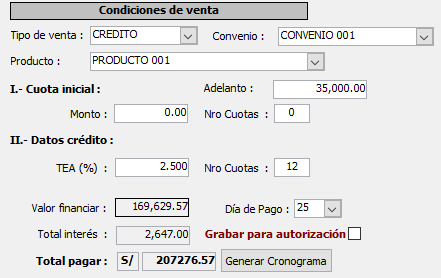 Condiciones de venta
Tipo de venta : CREDITO Convenio : CONVENIO 001
Producto : PRODUCTO 001
I.- Cuota inicial : Adelanto : 35,000.00
Monto : 0.00 Nro Cuotas : 0
II.- Datos crédito :
TEA (%) : 2.500 Nro Cuotas : 12
Valor financiar : 169,629.57 Día de Pago : 25
Total interés : 2,647.00 Grabar para autorización
Total pagar : S/ 207276.57 Generar Cronograma